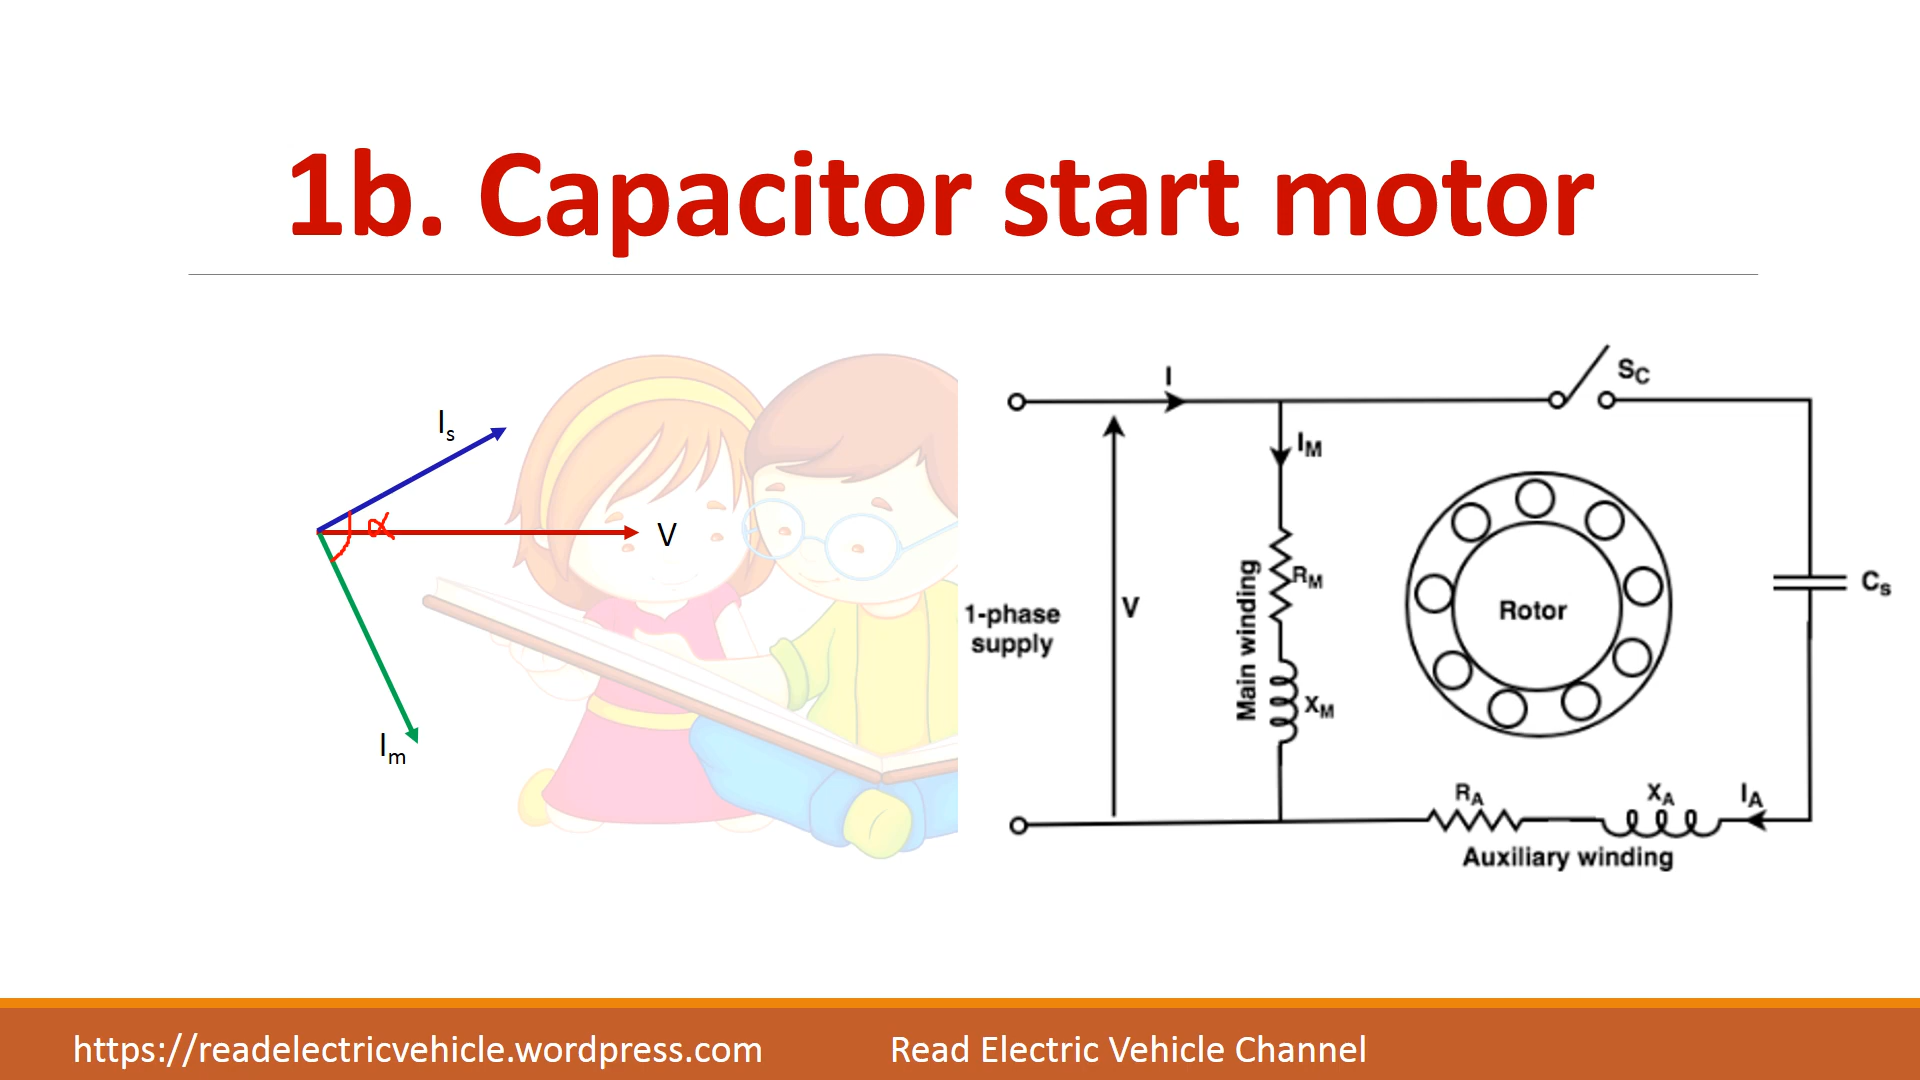 1b. Capacitor start motor
Is
α
V
Im
I
SC
IM
RM
Main winding
XM
V
1-phase
supply
Rotor
Cs
RA
XA
IA
Auxiliary winding
https://readelectricvehicle.wordpress.com
Read Electric Vehicle Channel